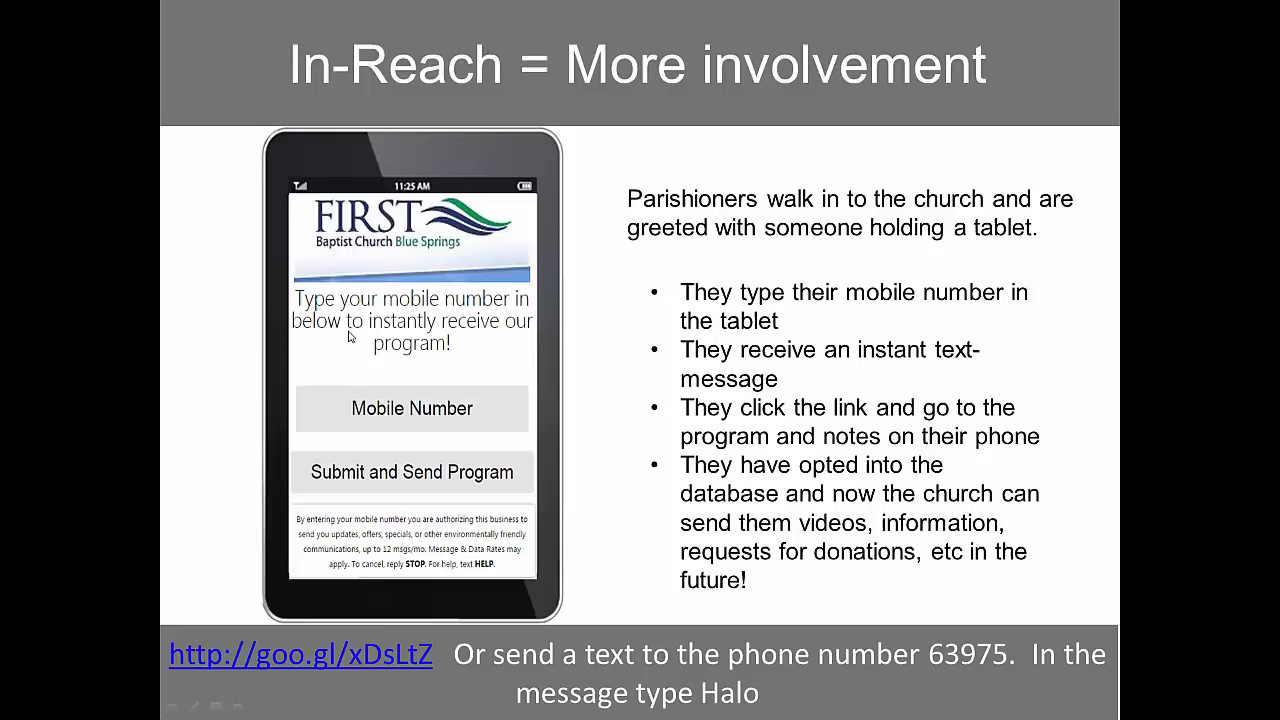 In-Reach = More involvement
11:25 AM
FIRST
Baptist Church Blue Springs
Type your mobile number in
below to instantly receive our
program!
Mobile Number
Submit and Send Program
By entering your mobile number you are authorizing this business to
send you updates, offers, specials, or other environmentally friendly
communications, up to 12 msgs/mo. Message & Data Rates may
apply. To cancel, reply STOP. For help, text HELP.
Parishioners walk in to the church and are
greeted with someone holding a tablet.
• They type their mobile number in
the tablet
• They receive an instant text-
message
• They click the link and go to the
program and notes on their phone
• They have opted into the
database and now the church can
send them videos, information,
requests for donations, etc in the
future!
http://goo.gl/xDsLtZ Or send a text to the phone number 63975. In the
message type Halo